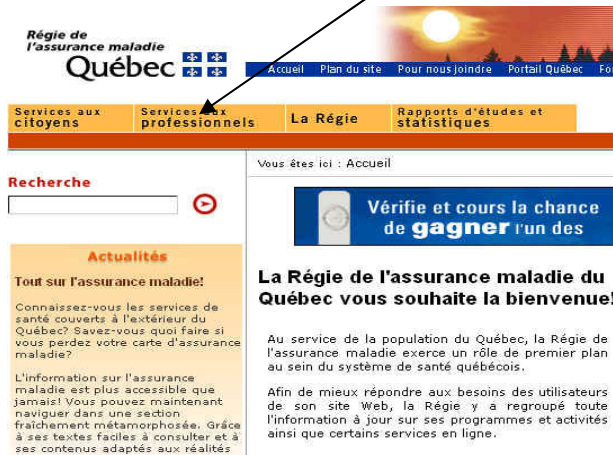 Régie de
l'assurance maladie
Québec
Accueil Plan du site Pour nous joindre Portail Québec
Services aux
citoyens
Services aux
professionnels
La Régie
Rapports d'études et
statistiques
Vous êtes ici : Accueil
Recherche
Vérifie et cours la chance
de gagner l'un des
Actualités
Tout sur l'assurance maladie!
Connaissez-vous les services de
santé couverts à l'extérieur du
Québec? Savez-vous quoi faire si
vous perdez votre carte d'assurance
maladie?
L'information sur l'assurance
maladie est plus accessible que
jamais! Vous pouvez maintenant
naviguer dans une section
fraîchement métamorphosée. Grâce
à ses textes faciles à consulter et à
ses contenus adaptés aux réalités
La Régie de l'assurance maladie du
Québec vous souhaite la bienvenue!
Au service de la population du Québec, la Régie de
l'assurance maladie exerce un rôle de premier plan
au sein du système de santé québécois.
Afin de mieux répondre aux besoins des utilisateurs
de son site Web, la Régie y a regroupé toute
l'information à jour sur ses programmes et activités
ainsi que certains services en ligne.